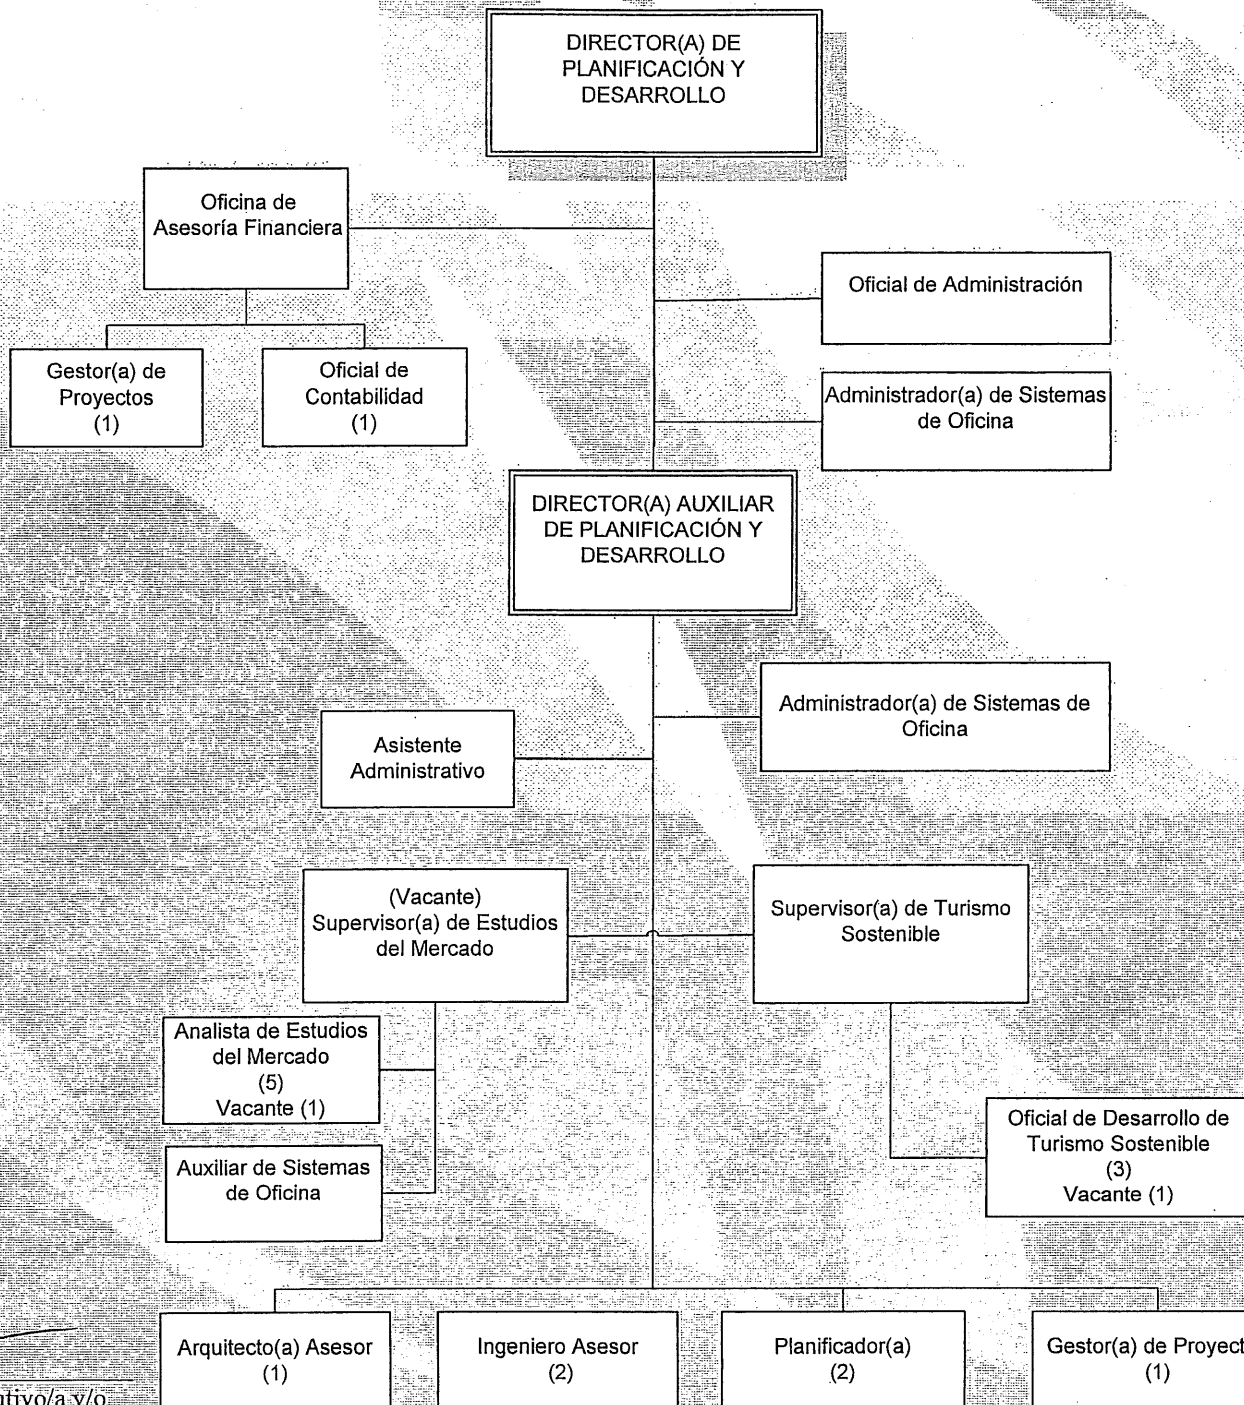 DIRECTOR(A) DE
PLANIFICACIÓN Y
DESARROLLO
Oficina de
Asesoría Financiera
Oficial de Administración
Gestor(a) de
Proyectos
(1)
Oficial de
Contabilidad
(1)
Administrador(a) de Sistemas
de Oficina
DIRECTOR(A) AUXILIAR
DE PLANIFICACIÓN Y
DESARROLLO
Administrador(a) de Sistemas de
Oficina
Asistente
Administrativo
(Vacante)
Supervisor(a) de Estudios
del Mercado
Supervisor(a) de Turismo
Sostenible
Analista de Estudios
del Mercado
(5)
Vacante (1)
Auxiliar de Sistemas
de Oficina
Oficial de Desarrollo de
Turismo Sostenible
(3)
Vacante (1)
Arquitecto(a) Asesor
(1)
Ingeniero Asesor
(2)
Planificador(a)
(2)
Gestor(a) de Proyect
(1)
utivo/a y/o